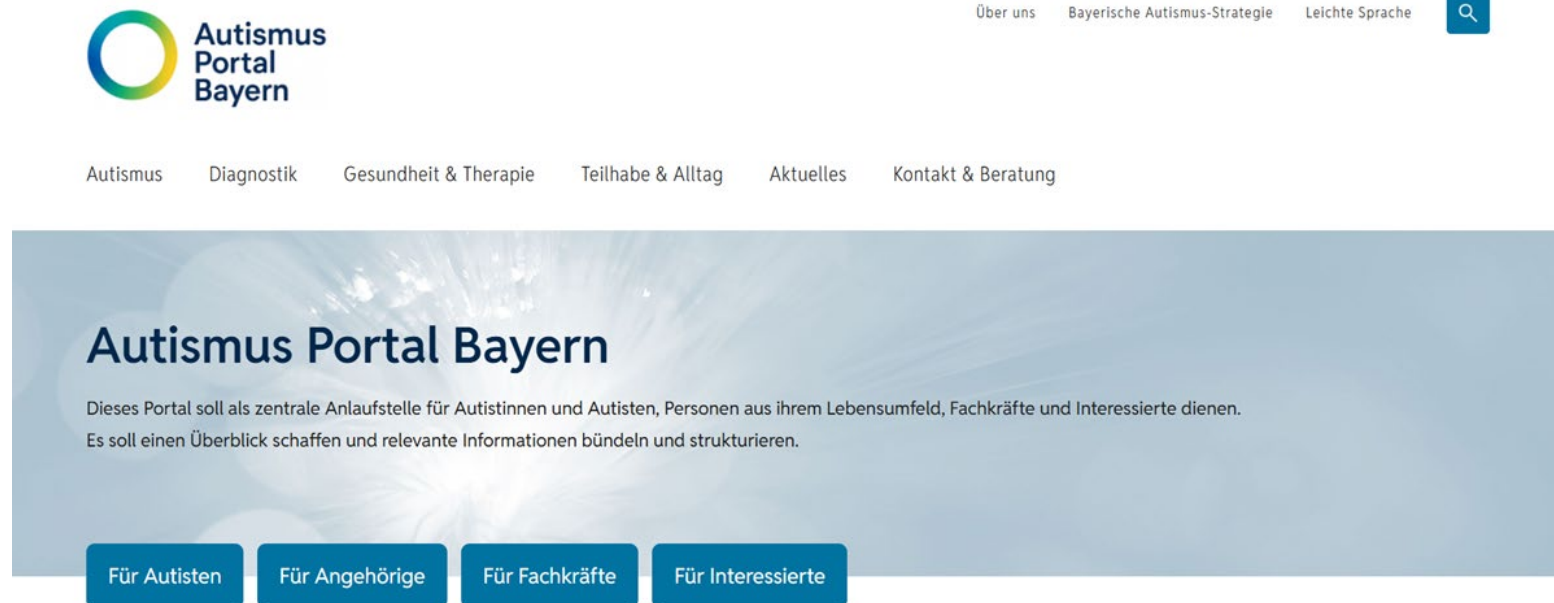 Über uns Bayerische Autismus-Strategie Leichte Sprache
Autismus
Portal
Bayern
Autismus Diagnostik Gesundheit & Therapie Teilhabe & Alltag Aktuelles Kontakt & Beratung
Autismus Portal Bayern
Dieses Portal soll als zentrale Anlaufstelle für Autistinnen und Autisten, Personen aus ihrem Lebensumfeld, Fachkräfte und Interessierte dienen.
Es soll einen Überblick schaffen und relevante Informationen bündeln und strukturieren.
Für Autisten Für Angehörige Für Fachkräfte Für Interessierte